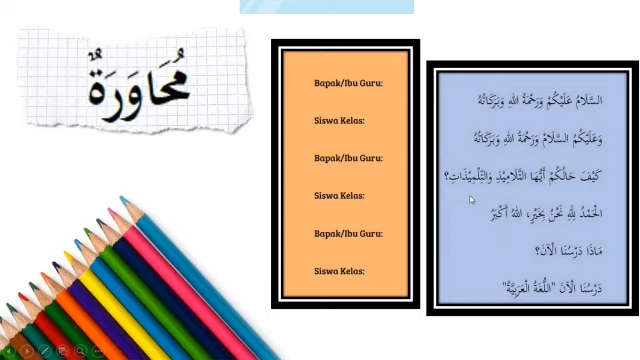 مُحَاوَرَةٌ
Bapak/Ibu Guru:
Siswa Kelas:
Bapak/Ibu Guru:
Siswa Kelas:
Bapak/Ibu Guru:
Siswa Kelas:
السَّلَامُ عَلَيْكُمْ وَرَحْمَةُ اللهِ وَبَرَكَاتُهُ
وَعَلَيْكُمُ السَّلَامُ وَرَحْمَةُ اللهِ وَبَرَكَاتُهُ
كَيْفَ حَالُكُمْ أَيُّهَا التَّلَامِيْذِ وَالتِّلْمِيْذَاتِ؟
الْحَمْدُ لِلهِ نَحْنُ بِخَيْرٍ، اللهُ أَكْبَرُ
مَاذَا دَرْسُنَا الْآنَ؟
دَرْسُنَا الْآنَ "اللُّغَةُ الْعَرَبِيَّةُ"